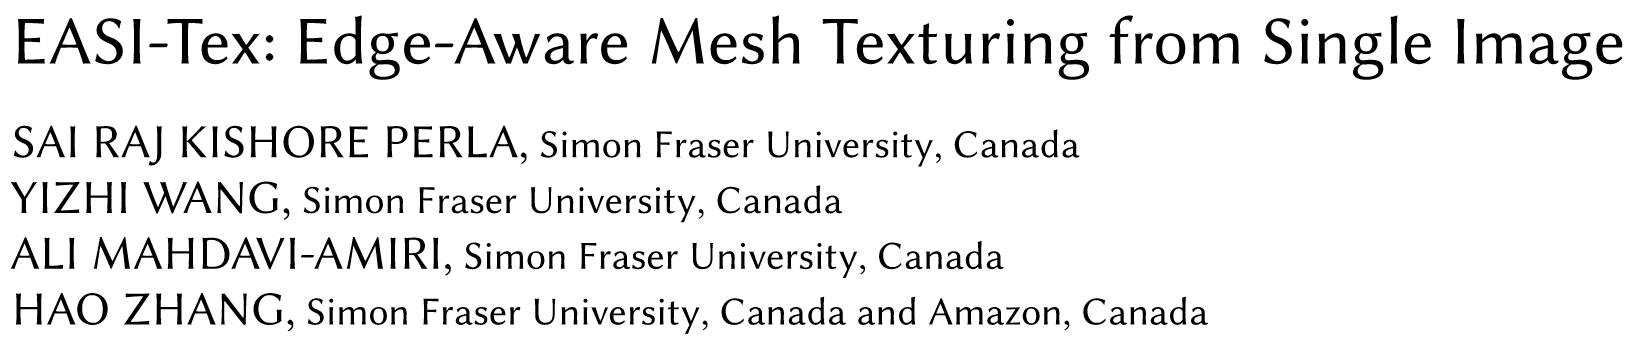 EASI-Tex: Edge-Aware Mesh Texturing from Single Image
SAI RAJ KISHORE PERLA, Simon Fraser University, Canada
YIZHI WANG, Simon Fraser University, Canada
ALI MAHDAVI-AMIRI, Simon Fraser University, Canada
HAO ZHANG, Simon Fraser University, Canada and Amazon, Canada